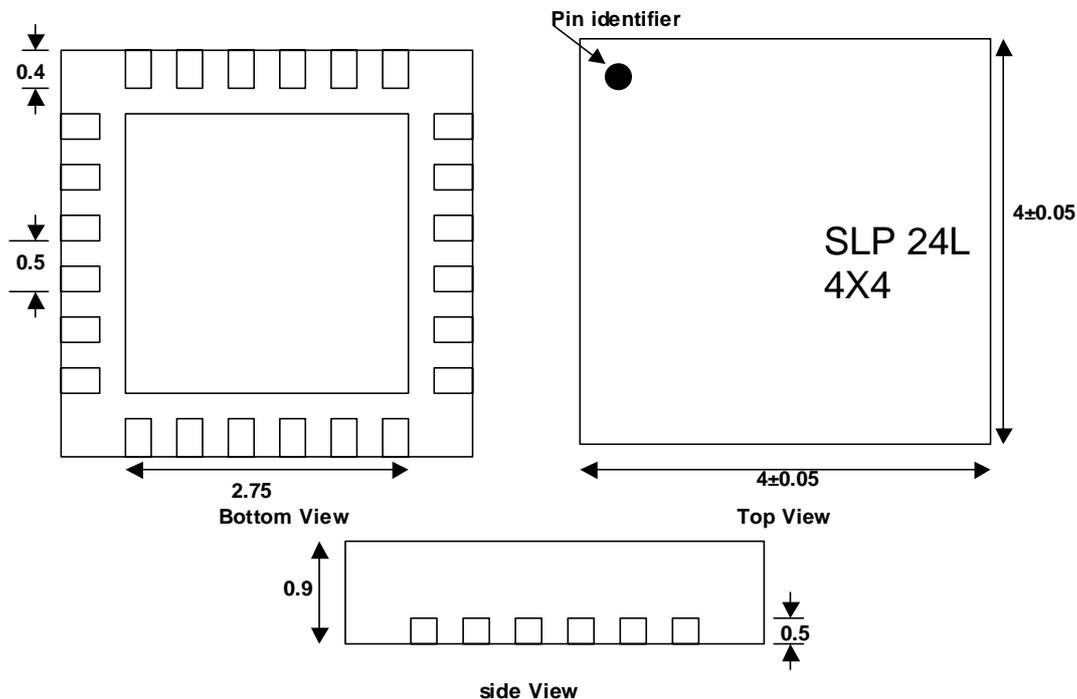 Pin identifier
0.4
0.5
SLP 24L
4X4
4±0.05
2.75
4±0.05
Bottom View
Top View
0.9
0.5
side View